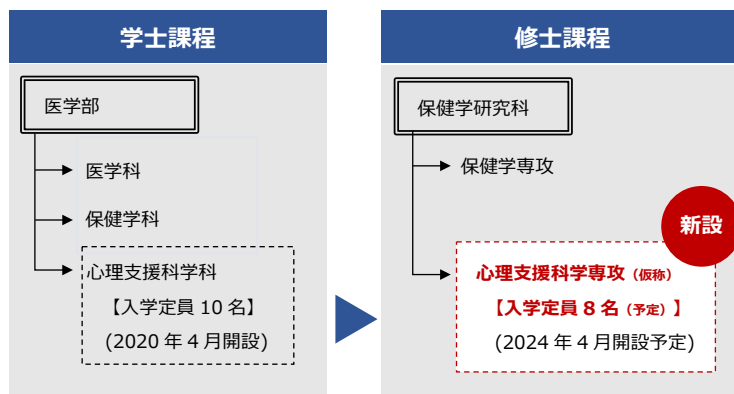 学士課程
医学部
医学科
保健学科
心理支援科学科
【入学定員 10 名】
(2020 年 4 月開設)
修士課程
保健学研究科
保健学専攻
新設
心理支援科学専攻（仮称）
【入学定員 8 名（予定）】
(2024 年 4 月開設予定)